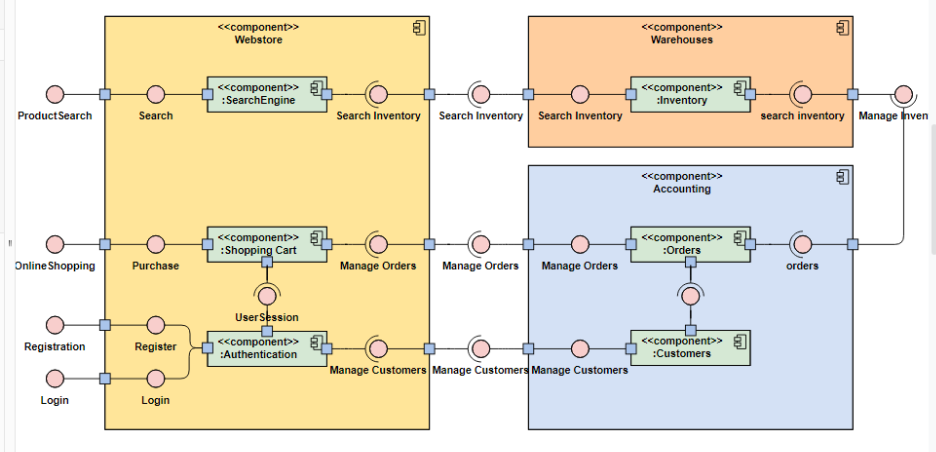 <<component>>
Webstore
<<component>>
Warehouses
<<component>>
:SearchEngine
<<component>>
:Inventory
ProductSearch
Search
Search Inventory
Search Inventory
Search Inventory
search inventory
Manage Inven
<<component>>
Accounting
<<component>>
:Shopping Cart
<<component>>
:Orders
OnlineShopping
Purchase
Manage Orders
Manage Orders
Manage Orders
orders
UserSession
Registration
Register
<<component>>
:Authentication
<<component>>
:Customers
Manage Customers
Manage Customers
Manage Customers
Login
Login